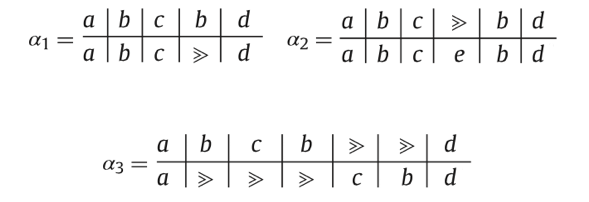 a | b | c | b | d a | b | c | ≫ | b | d
α₁ = α₂ =
a | b | c | ≫ | d a | b | c | e | b | d
a | b | c | b | ≫ | ≫ | d
α₃ =
a | ≫ | ≫ | ≫ | c | b | d